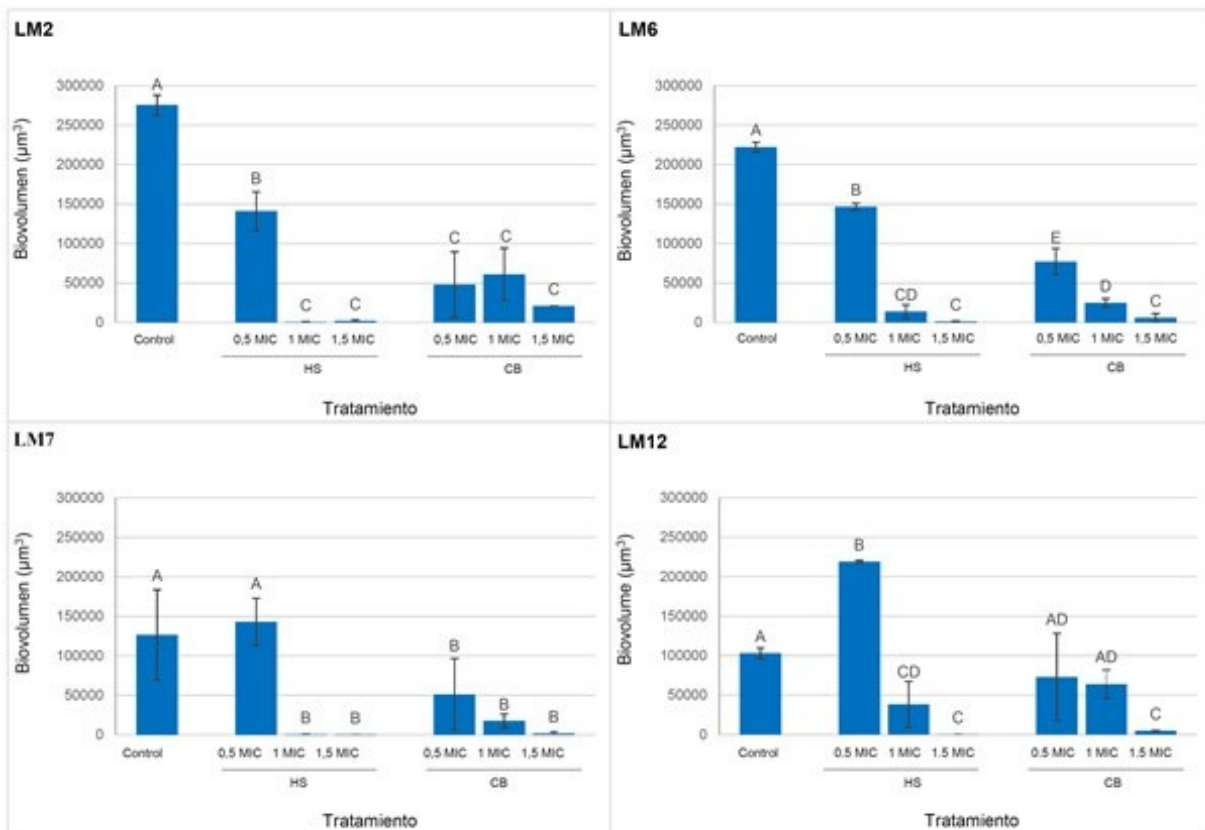 LM2
Biovolumen (µm³)
300000
250000
200000
150000
100000
50000
0
A
B
C
C
C
C
C
Control
0,5 MIC 1 MIC 1,5 MIC
0,5 MIC 1 MIC 1,5 MIC
HS
CB
Tratamiento
LM6
Biovolumen (µm³)
300000
250000
200000
150000
100000
50000
0
A
B
CD
C
E
D
C
Control
0,5 MIC 1 MIC 1,5 MIC
0,5 MIC 1 MIC 1,5 MIC
HS
CB
Tratamiento
LM7
Biovolumen (µm³)
300000
250000
200000
150000
100000
50000
0
A
A
B
B
B
B
B
Control
0,5 MIC 1 MIC 1,5 MIC
0,5 MIC 1 MIC 1,5 MIC
HS
CB
Tratamiento
LM12
Biovolume (µm³)
300000
250000
200000
150000
100000
50000
0
A
B
CD
C
AD
AD
C
Control
0,5 MIC 1 MIC 1.5 MIC
0,5 MIC 1 MIC 1,5 MIC
HS
CB
Tratamiento